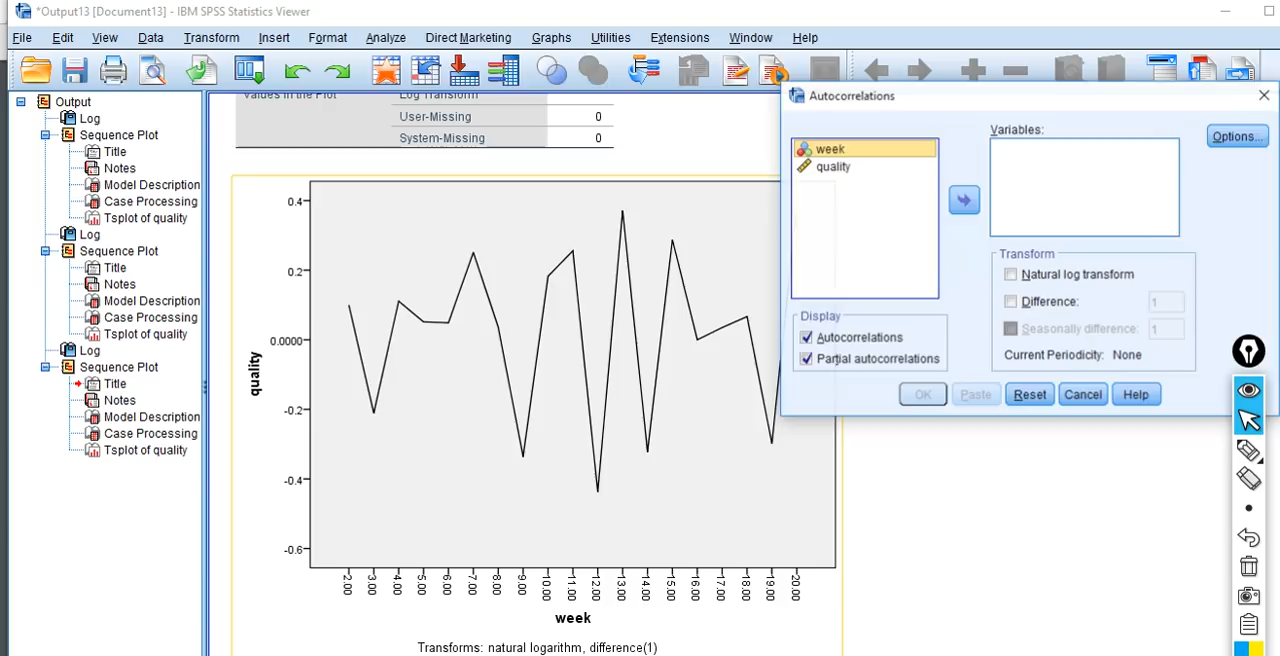 *Output13 [Document13] - IBM SPSS Statistics Viewer
File Edit View Data Transform Insert Format Analyze Direct Marketing Graphs Utilities Extensions Window Help
Output
Log
Sequence Plot
Title
Notes
Model Description
Case Processing
Tsplot of quality
Log
Sequence Plot
Title
Notes
Model Description
Case Processing
Tsplot of quality
Log
Sequence Plot
Title
Notes
Model Description
Case Processing
Tsplot of quality
Values in the Plot
Log Transform
User-Missing 0
System-Missing 0
0.4
0.2
0.0000
-0.2
-0.4
-0.6
quality
2.00 3.00 4.00 5.00 6.00 7.00 8.00 9.00 10.00 11.00 12.00 13.00 14.00 15.00 16.00 17.00 18.00 19.00 20.00
week
Transforms: natural logarithm, difference(1)
Autocorrelations
week
quality
Variables:
Options...
Transform
Natural log transform
Difference: 1
Seasonally difference: 1
Current Periodicity: None
Display
Autocorrelations
Partial autocorrelations
OK Paste Reset Cancel Help